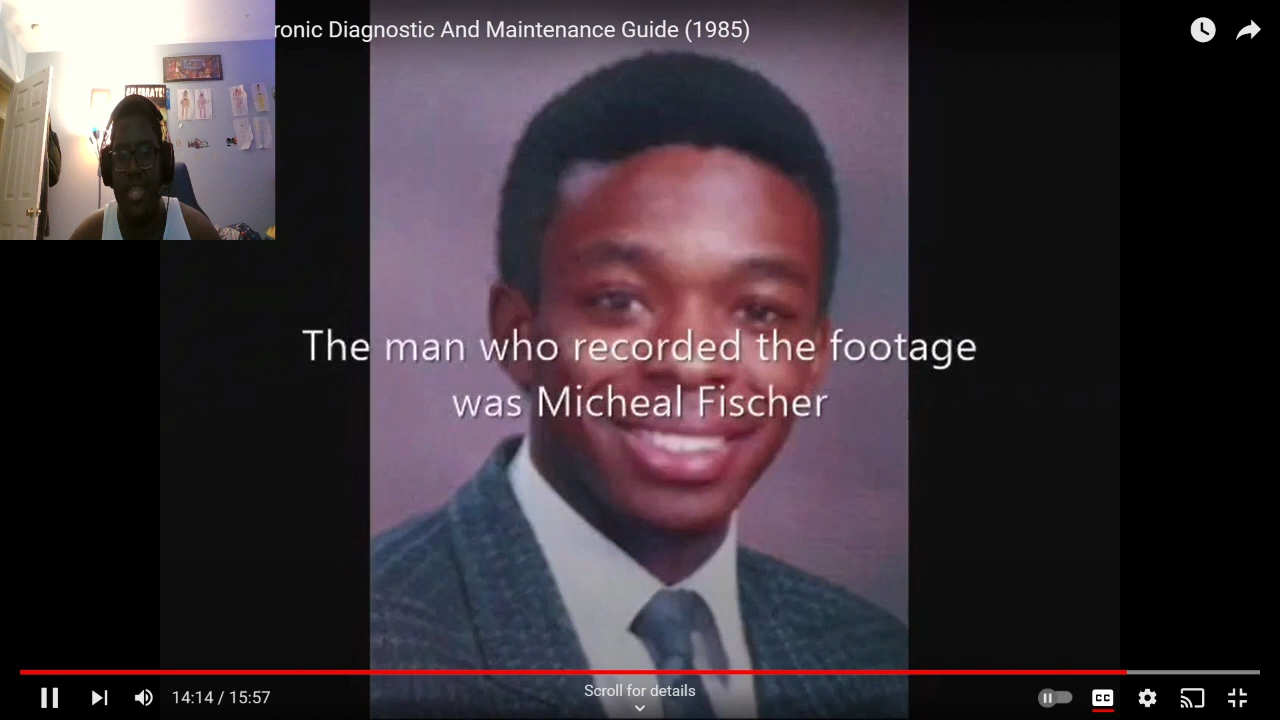 ronic Diagnostic And Maintenance Guide (1985)
CELEBRATE!
The man who recorded the footage
was Micheal Fischer
14:14 / 15:57
Scroll for details
CC